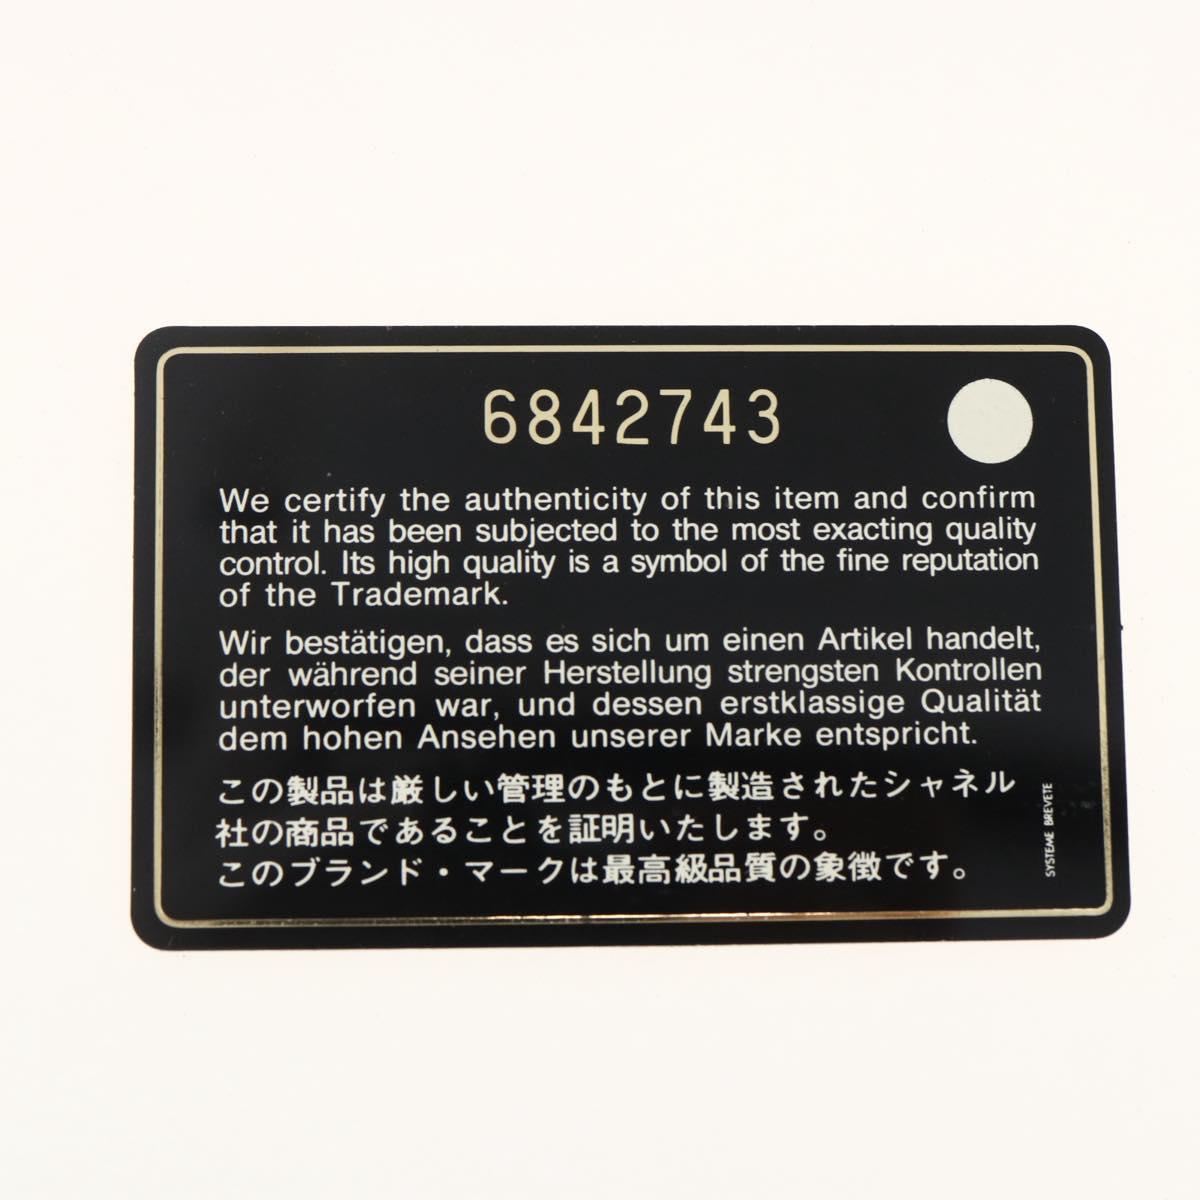 6842743
We certify the authenticity of this item and confirm
that it has been subjected to the most exacting quality
control. Its high quality is a symbol of the fine reputation
of the Trademark.
Wir bestätigen, dass es sich um einen Artikel handelt,
der während seiner Herstellung strengsten Kontrollen
unterworfen war, und dessen erstklassige Qualität
dem hohen Ansehen unserer Marke entspricht.
この製品は厳しい管理のもとに製造されたシャネル
社の商品であることを証明いたします。
このブランド・マークは最高級品質の象徴です。
SYSTEME BREVETE